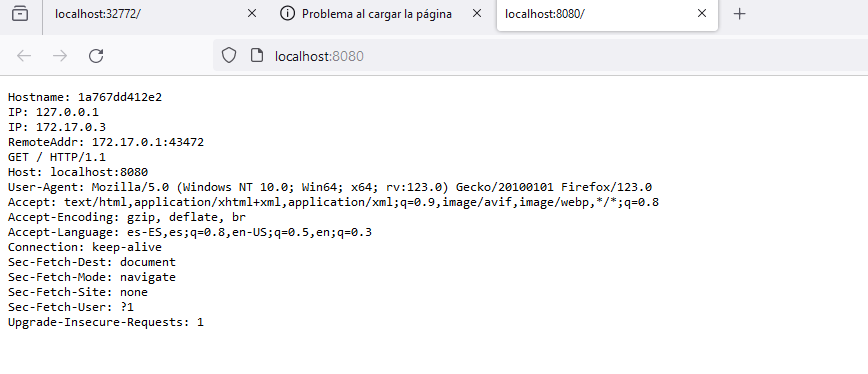 localhost:32772/
Problema al cargar la página
localhost:8080/
localhost:8080
Hostname: 1a767dd412e2
IP: 127.0.0.1
IP: 172.17.0.3
RemoteAddr: 172.17.0.1:43472
GET / HTTP/1.1
Host: localhost:8080
User-Agent: Mozilla/5.0 (Windows NT 10.0; Win64; x64; rv:123.0) Gecko/20100101 Firefox/123.0
Accept: text/html,application/xhtml+xml,application/xml;q=0.9,image/avif,image/webp,*/*;q=0.8
Accept-Encoding: gzip, deflate, br
Accept-Language: es-ES,es;q=0.8,en-US;q=0.5,en;q=0.3
Connection: keep-alive
Sec-Fetch-Dest: document
Sec-Fetch-Mode: navigate
Sec-Fetch-Site: none
Sec-Fetch-User: ?1
Upgrade-Insecure-Requests: 1